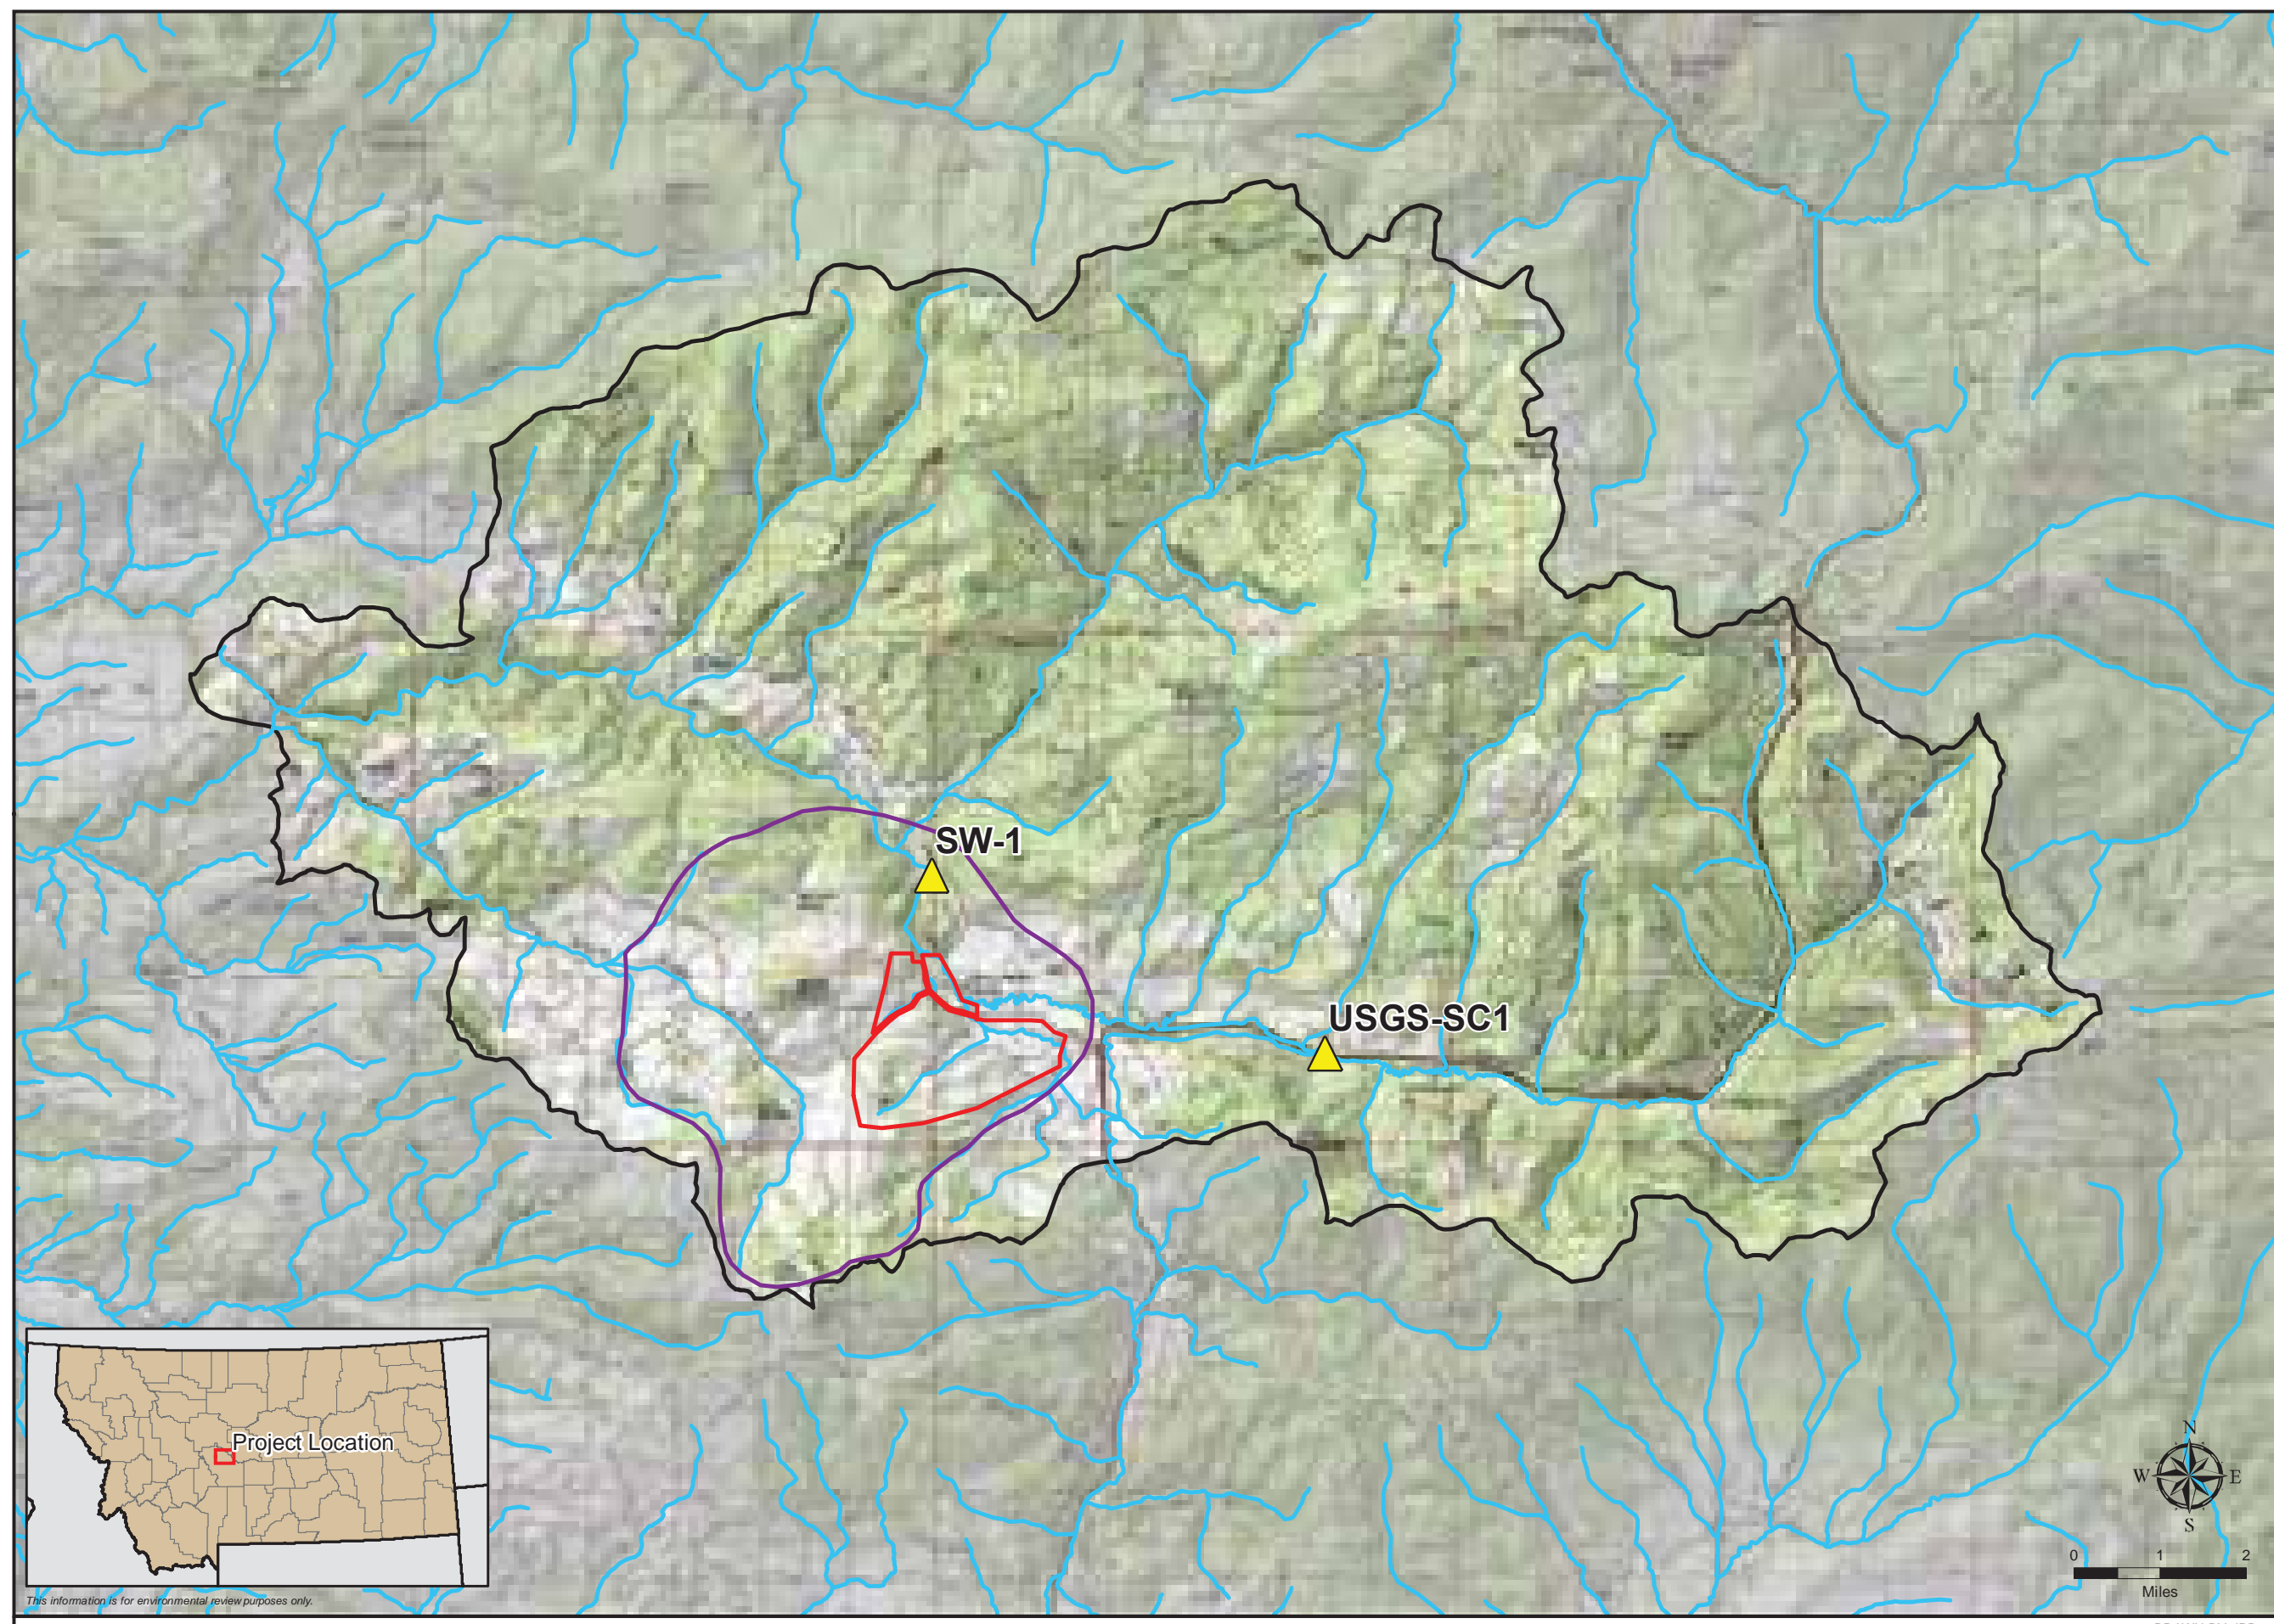 SW-1
USGS-SC1
Project Location
N
W E
S
0 1 2
Miles
This information is for environmental review purposes only.